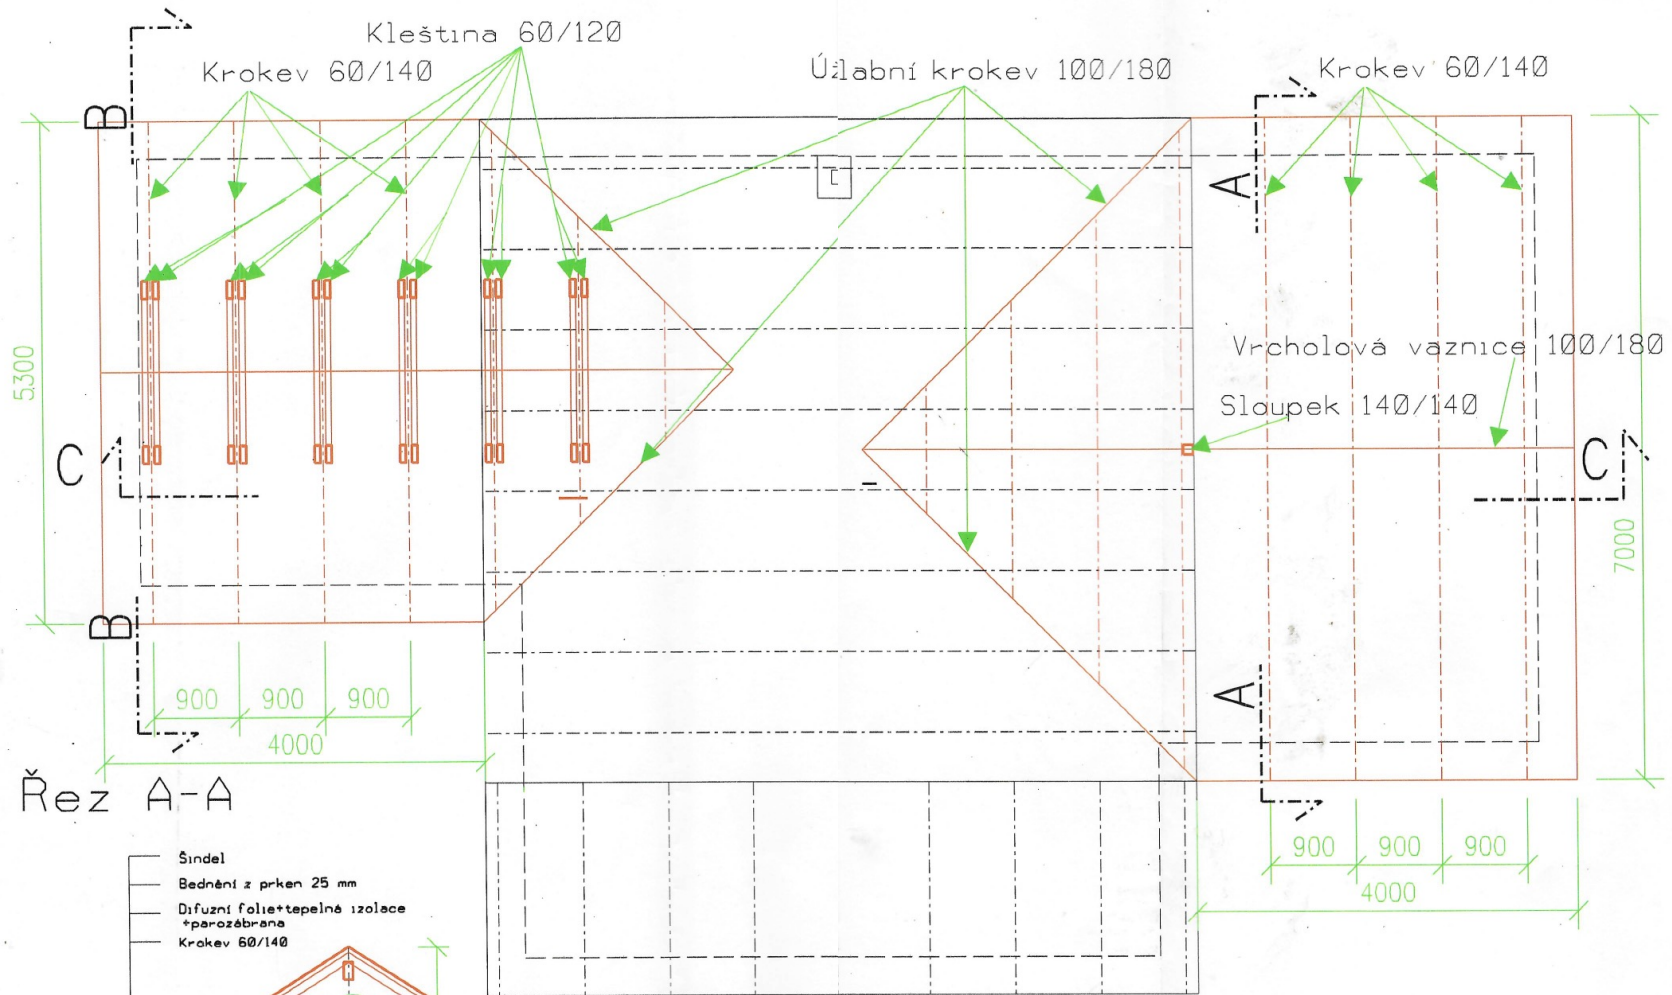 Kleština 60/120
Krokev 60/140
Úžlabní krokev 100/180
Krokev 60/140
B
A
5300
Vrcholová vaznice 100/180
Sloupek 140/140
C
C
7000
B
A
900 900 900
4000
Řez A-A
900 900 900
4000
Šindel
Bednění z prken 25 mm
Difuzní folie+tepelná izolace
+parozábrana
Krokev 60/140